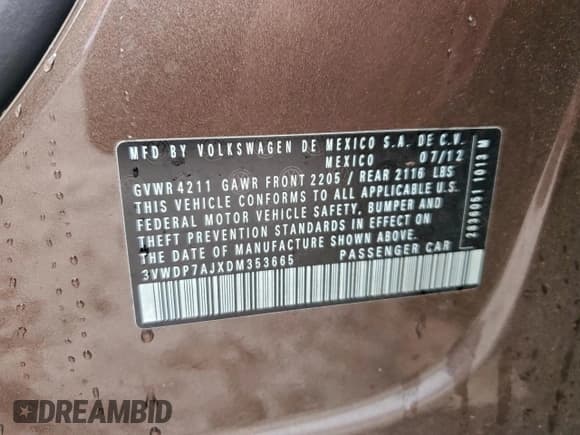 MFD BY VOLKSWAGEN DE MEXICO S.A. DE C.V.
MEXICO 07/12
GVWR 4211 GAWR FRONT 2205 / REAR 2116 LBS
THIS VEHICLE CONFORMS TO ALL APPLICABLE U.S.
FEDERAL MOTOR VEHICLE SAFETY, BUMPER AND
THEFT PREVENTION STANDARDS IN EFFECT ON
THE DATE OF MANUFACTURE SHOWN ABOVE.
3VWDP7AJXDM353665 PASSENGER CAR
1013 M
DREAMBID